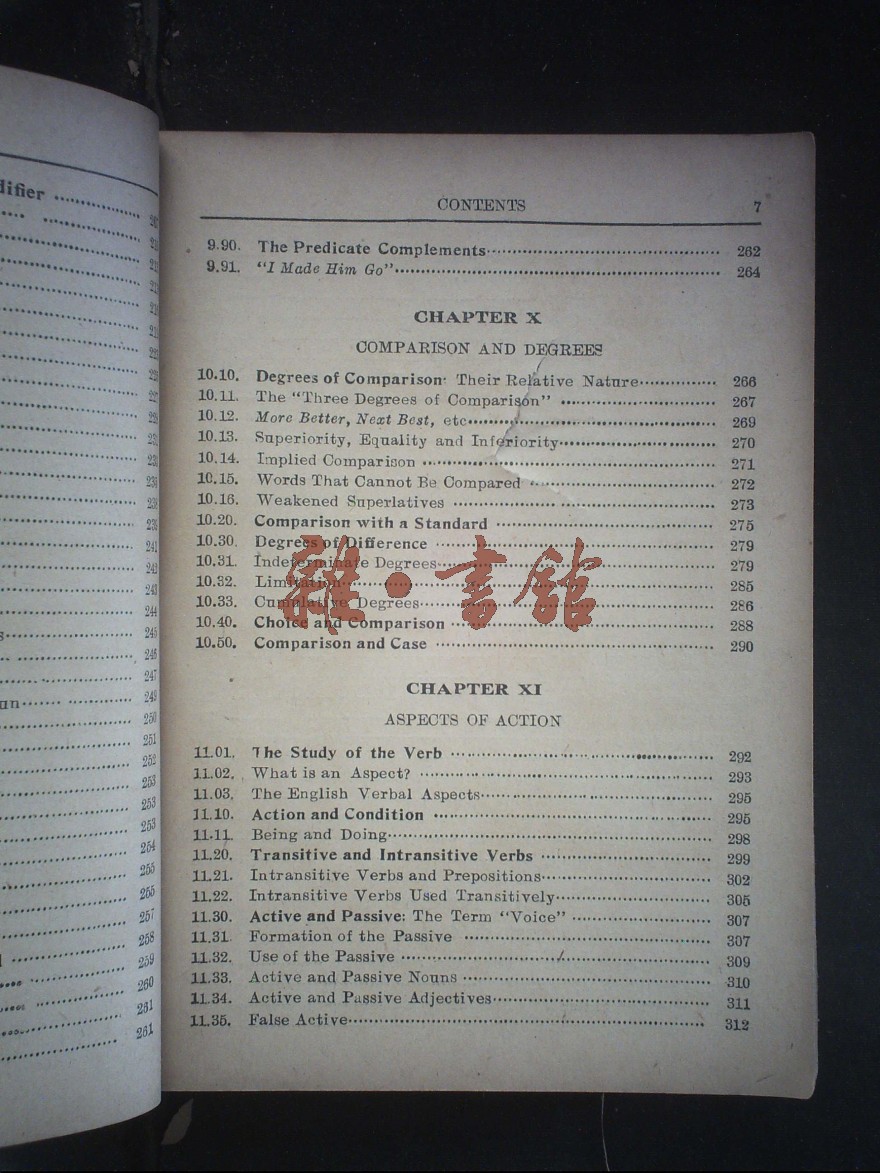 difier
CONTENTS 7
9.90. The Predicate Complements 262
9.91. "I Made Him Go" 264
CHAPTER X
COMPARISON AND DEGREES
10.10. Degrees of Comparison: Their Relative Nature 266
10.11. The "Three Degrees of Comparison" 267
10.12. More Better, Next Best, etc. 269
10.13. Superiority, Equality and Inferiority 270
10.14. Implied Comparison 271
10.15. Words That Cannot Be Compared 272
10.16. Weakened Superlatives 273
10.20. Comparison with a Standard 275
10.30. Degrees of Difference 279
10.31. Indeterminate Degrees 279
10.32. Limitation 285
10.33. Cumulative Degrees 286
10.40. Choice and Comparison 288
10.50. Comparison and Case 290
雜·書館
CHAPTER XI
ASPECTS OF ACTION
11.01. The Study of the Verb 292
11.02. What is an Aspect? 293
11.03. The English Verbal Aspects 295
11.10. Action and Condition 295
11.11. Being and Doing 298
11.20. Transitive and Intransitive Verbs 299
11.21. Intransitive Verbs and Prepositions 302
11.22. Intransitive Verbs Used Transitively 305
11.30. Active and Passive: The Term "Voice" 307
11.31. Formation of the Passive 307
11.32. Use of the Passive 309
11.33. Active and Passive Nouns 310
11.34. Active and Passive Adjectives 311
11.35. False Active 312